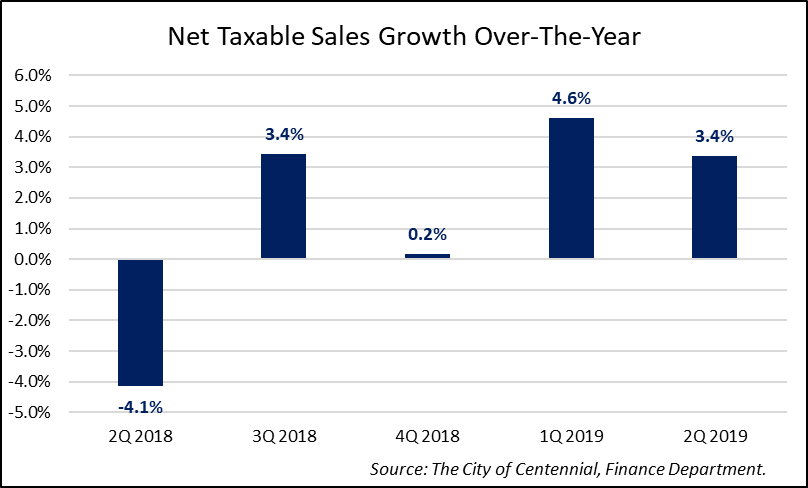 Net Taxable Sales Growth Over-The-Year
6.0%
5.0%
4.0%
3.0%
2.0%
1.0%
0.0%
-1.0%
-2.0%
-3.0%
-4.0%
-5.0%
-4.1%
3.4%
0.2%
4.6%
3.4%
2Q 2018
3Q 2018
4Q 2018
1Q 2019
2Q 2019
Source: The City of Centennial, Finance Department.